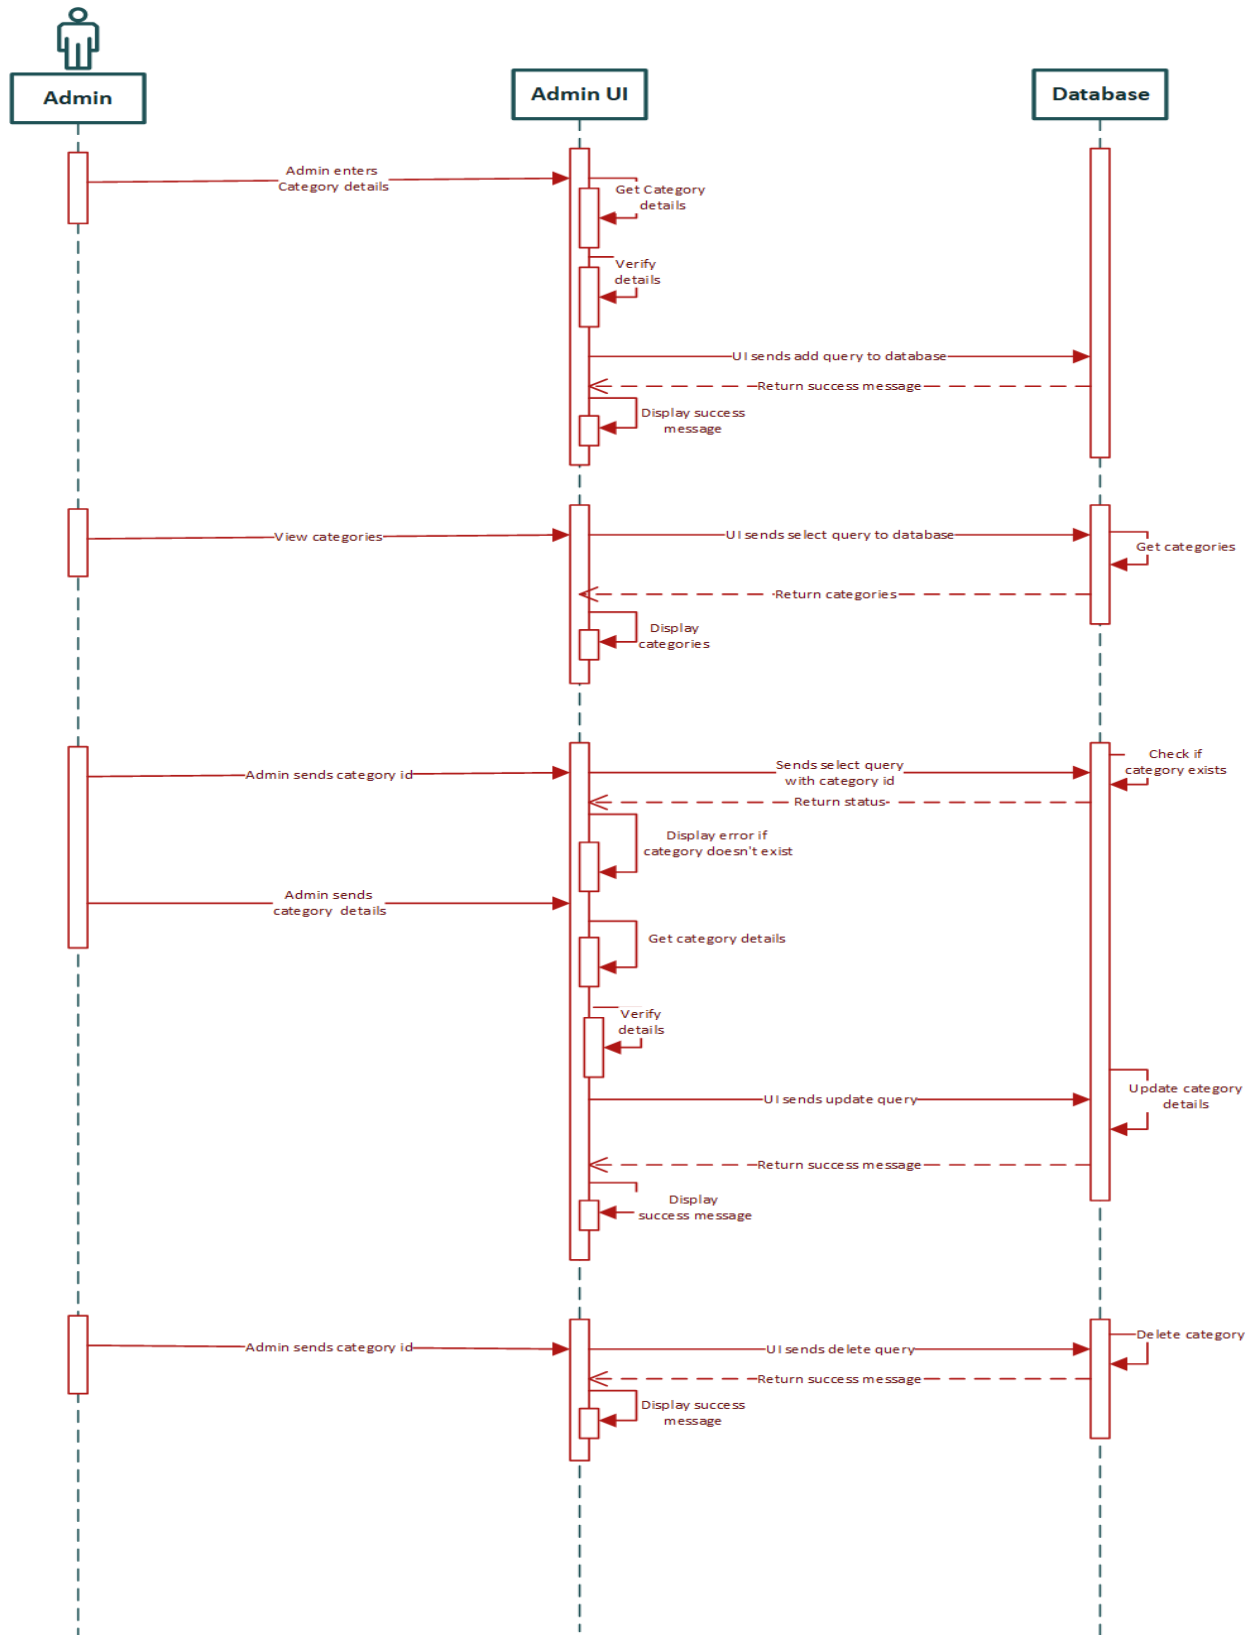 Admin
Admin UI
Database
Admin enters
Category details
Get Category
details
Verify
details
UI sends add query to database
Return success message
Display success
message
View categories
UI sends select query to database
Get categories
Return categories
Display
categories
Admin sends category id
Sends select query
with category id
Check if
category exists
Return status
Display error if
category doesn't exist
Admin sends
category details
Get category details
Verify
details
UI sends update query
Update category
details
Return success message
Display
success message
Admin sends category id
UI sends delete query
Delete category
Return success message
Display success
message